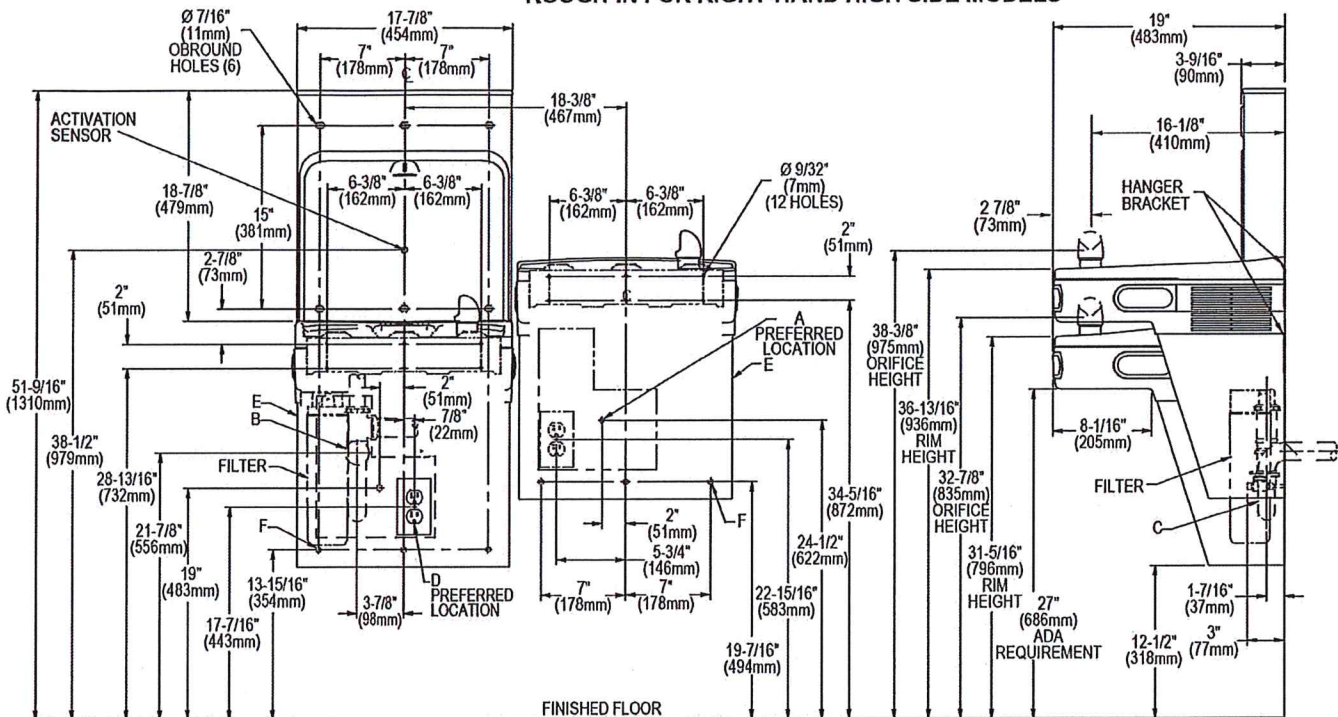 Ø 7/16"
(11mm)
OBROUND
HOLES (6)
17-7/8"
(454mm)
7"
(178mm)
7"
(178mm)
18-3/8"
(467mm)
ACTIVATION
SENSOR
18-7/8"
(479mm)
15"
(381mm)
6-3/8"
(162mm)
6-3/8"
(162mm)
2-7/8"
(73mm)
2"
(51mm)
6-3/8"
(162mm)
6-3/8"
(162mm)
Ø 9/32"
(7mm)
(12 HOLES)
2"
(51mm)
A
PREFERRED
LOCATION
E
51-9/16"
(1310mm)
38-1/2"
(979mm)
28-13/16"
(732mm)
21-7/8"
(556mm)
19"
(483mm)
17-7/16"
(443mm)
13-15/16"
(354mm)
E
B
FILTER
F
2"
(51mm)
7/8"
(22mm)
3-7/8"
(98mm)
D
PREFERRED
LOCATION
F
2"
(51mm)
5-3/4"
(146mm)
7"
(178mm)
7"
(178mm)
19-7/16"
(494mm)
22-15/16"
(583mm)
24-1/2"
(622mm)
34-5/16"
(872mm)
FINISHED FLOOR
19"
(483mm)
3-9/16"
(90mm)
16-1/8"
(410mm)
HANGER
BRACKET
2 7/8"
(73mm)
38-3/8"
(975mm)
ORIFICE
HEIGHT
36-13/16"
(936mm)
RIM
HEIGHT
32-7/8"
(835mm)
ORIFICE
HEIGHT
31-5/16"
(796mm)
RIM
HEIGHT
27"
(686mm)
ADA
REQUIREMENT
8-1/16"
(205mm)
FILTER
C
12-1/2"
(318mm)
1-7/16"
(37mm)
3"
(77mm)